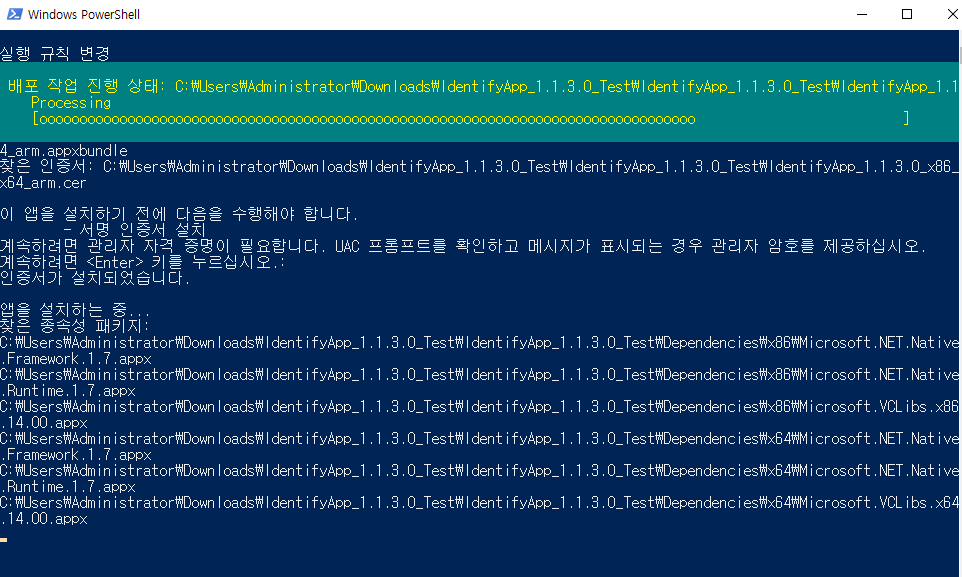 Windows PowerShell
실행 규칙 변경
배포 작업 진행 상태: C:₩Users₩Administrator₩Downloads₩IdentifyApp_1.1.3.0_Test₩IdentifyApp_1.1.3.0_Test₩IdentifyApp_1.1
Processing
[oooooooooooooooooooooooooooooooooooooooooooooooooooooooooooooooooooooooooooooooooo                          ]
4_arm.appxbundle
찾은 인증서: C:₩Users₩Administrator₩Downloads₩IdentifyApp_1.1.3.0_Test₩IdentifyApp_1.1.3.0_Test₩IdentifyApp_1.1.3.0_x86_
x64_arm.cer
이 앱을 설치하기 전에 다음을 수행해야 합니다.
- 서명 인증서 설치
계속하려면 관리자 자격 증명이 필요합니다. UAC 프롬프트를 확인하고 메시지가 표시되는 경우 관리자 암호를 제공하십시오.
계속하려면 <Enter> 키를 누르십시오.:
인증서가 설치되었습니다.
앱을 설치하는 중...
찾은 종속성 패키지:
C:₩Users₩Administrator₩Downloads₩IdentifyApp_1.1.3.0_Test₩IdentifyApp_1.1.3.0_Test₩Dependencies₩x86₩Microsoft.NET.Native
.Framework.1.7.appx
C:₩Users₩Administrator₩Downloads₩IdentifyApp_1.1.3.0_Test₩IdentifyApp_1.1.3.0_Test₩Dependencies₩x86₩Microsoft.NET.Native
.Runtime.1.7.appx
C:₩Users₩Administrator₩Downloads₩IdentifyApp_1.1.3.0_Test₩IdentifyApp_1.1.3.0_Test₩Dependencies₩x86₩Microsoft.VCLibs.x86
.14.00.appx
C:₩Users₩Administrator₩Downloads₩IdentifyApp_1.1.3.0_Test₩IdentifyApp_1.1.3.0_Test₩Dependencies₩x64₩Microsoft.NET.Native
.Framework.1.7.appx
C:₩Users₩Administrator₩Downloads₩IdentifyApp_1.1.3.0_Test₩IdentifyApp_1.1.3.0_Test₩Dependencies₩x64₩Microsoft.NET.Native
.Runtime.1.7.appx
C:₩Users₩Administrator₩Downloads₩IdentifyApp_1.1.3.0_Test₩IdentifyApp_1.1.3.0_Test₩Dependencies₩x64₩Microsoft.VCLibs.x64
.14.00.appx